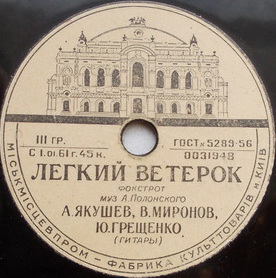 III ГР.
С 1.01.61 г. 45 к.
ГОСТ 5289-56
0031948
ЛЕГКИЙ ВЕТЕРОК
ФОКСТРОТ
МУЗ А. Полонского
А. ЯКУШЕВ, В. МИРОНОВ,
Ю. ГРЕЩЕНКО
(ГИТАРЫ)
МІСЬКМІСЦЕВПРОМ – ФАБРИКА КУЛЬТТОВАРІВ м. КИЇВ